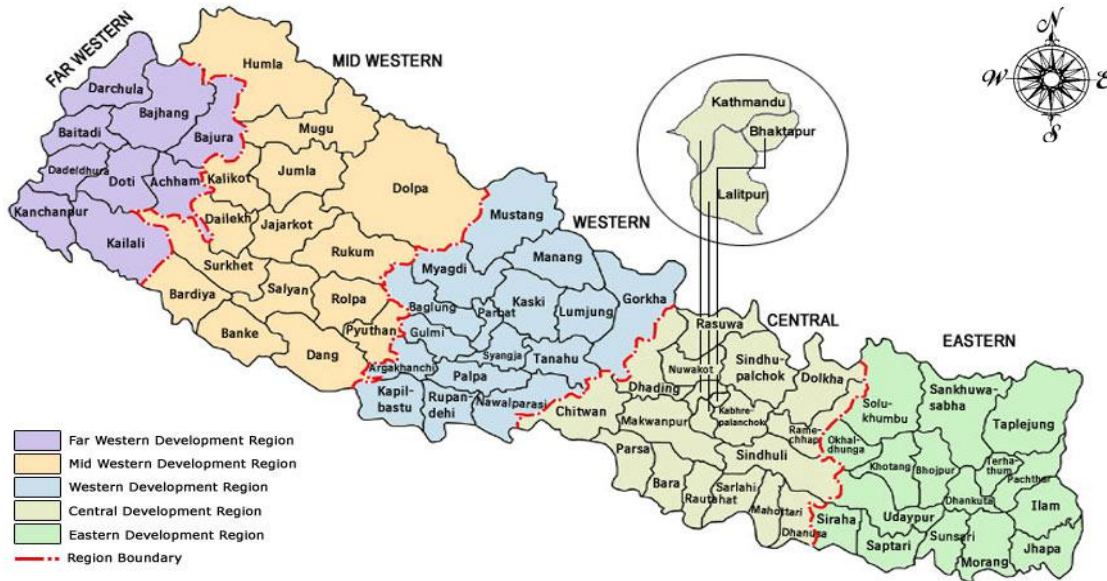 FAR WESTERN
MID WESTERN
WESTERN
CENTRAL
EASTERN
N
W
E
S
Humla
Darchula
Bajhang
Baitadi
Bajura
Mugu
Dadeldhura
Doti
Achham
Kalikot
Jumla
Dolpa
Kanchanpur
Kailali
Dailekh
Jajarkot
Rukum
Surkhet
Salyan
Rolpa
Bardiya
Banke
Pyuthan
Dang
Mustang
Manang
Myagdi
Kaski
Gorkha
Baglung
Parbat
Lumjung
Gulmi
Syangja
Tanahu
Argakhanchi
Palpa
Kapil-
bastu
Rupan-
dehi
Nawalparasi
Kathmandu
Bhaktapur
Lalitpur
Rasuwa
Nuwakot
Sindhu-
palchok
Dolkha
Dhading
Chitwan
Makwanpur
Kabhre-
palanchok
Rame-
chhap
Sindhuli
Parsa
Bara
Rautahat
Sarlahi
Mahottari
Dhanusa
Solu-
khumbu
Sankhuwa-
sabha
Taplejung
Okhal-
dhunga
Khotang
Bhojpur
Terha-
thum
Pachther
Dhankuta
Ilam
Siraha
Udaypur
Saptari
Sunsari
Morang
Jhapa
Far Western Development Region
Mid Western Development Region
Western Development Region
Central Development Region
Eastern Development Region
Region Boundary